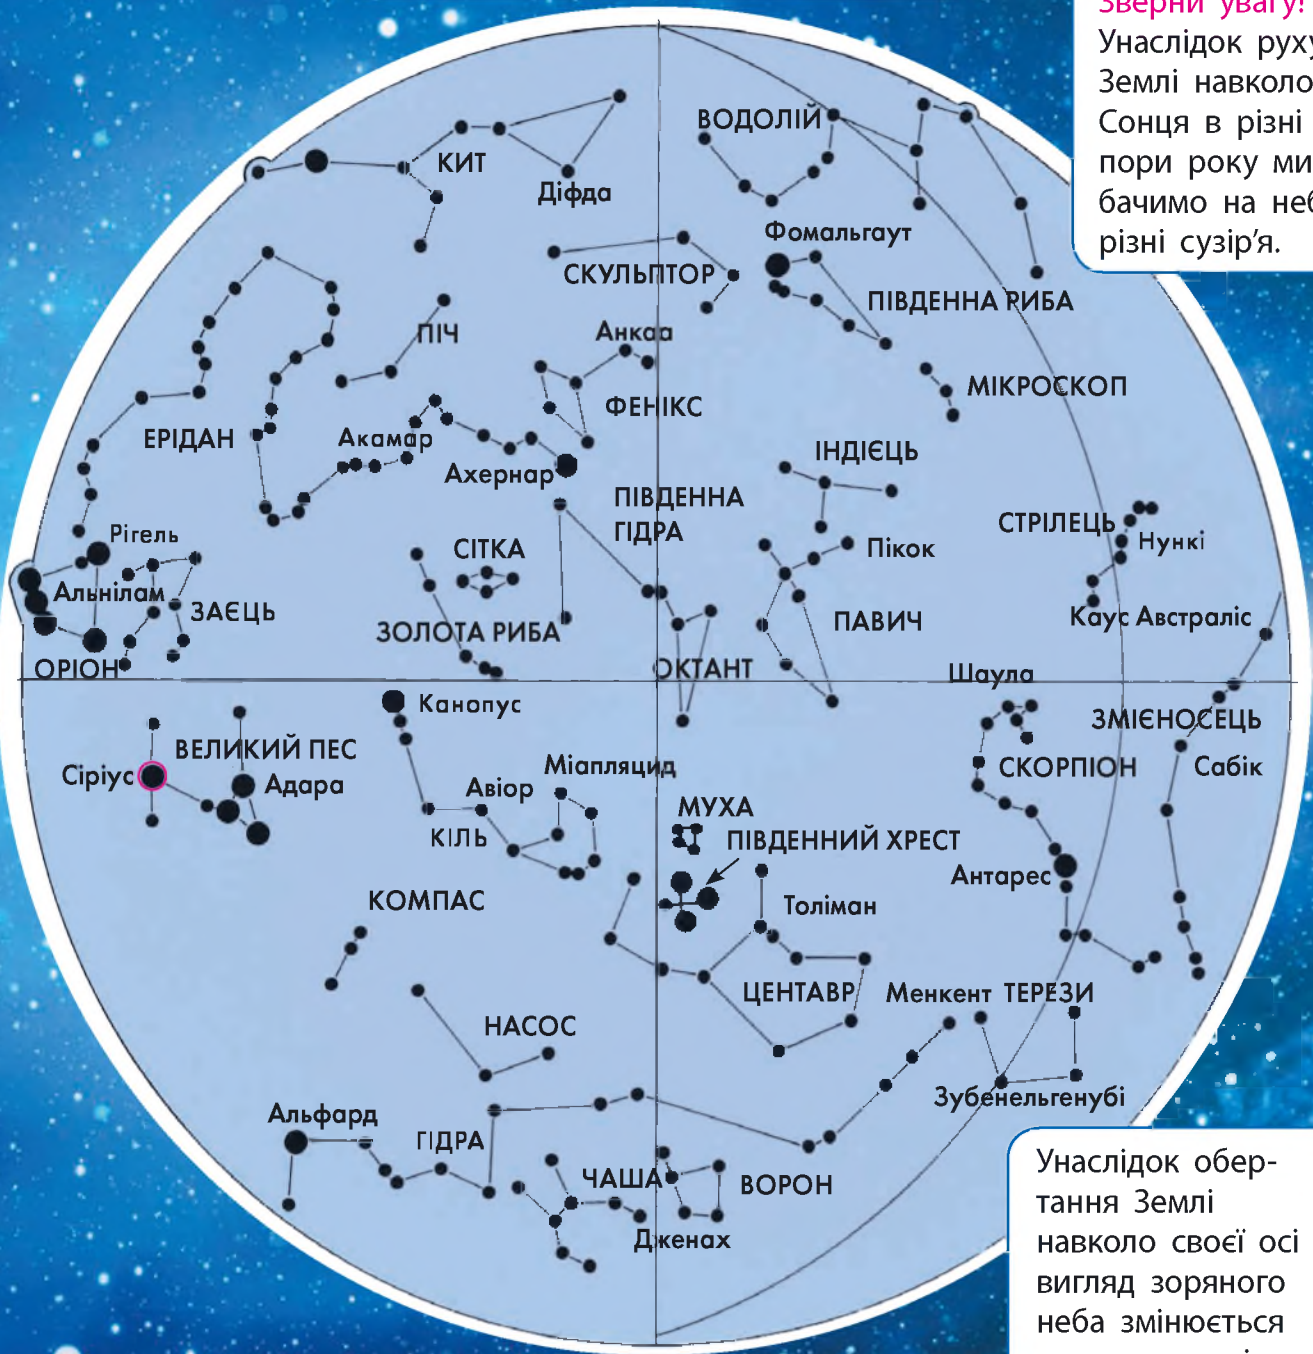 Зверни увагу!
Унаслідок руху
Землі навколо
Сонця в різні
пори року ми
бачимо на неб
різні сузір'я.
ВОДОЛІЙ
КИТ
Діфда
Фомальгаут
СКУЛЬПТОР
ПІВДЕННА РИБА
ПІЧ
Анкаа
МІКРОСКОП
ФЕНІКС
ЕРІДАН
Акамар
ІНДІЄЦЬ
Ахернар
ПІВДЕННА
ГІДРА
СТРІЛЕЦЬ
Рігель
СІТКА
Пікок
Нункі
Альнілам
ЗАЄЦЬ
ЗОЛОТА РИБА
ПАВИЧ
Каус Австраліс
ОРІОН
ОКТАНТ
Шаула
Канопус
ЗМІЄНОСЕЦЬ
ВЕЛИКИЙ ПЕС
Сіріус
Адара
Авіор
Міапляцид
СКОРПІОН
Сабік
МУХА
КІЛЬ
ПІВДЕННИЙ ХРЕСТ
Антарес
КОМПАС
Толіман
ЦЕНТАВР
Менкент
ТЕРЕЗИ
НАСОС
Зубенельгенубі
Альфард
ГІДРА
ЧАША
ВОРОН
Дженах
Унаслідок обер-
тання Землі
навколо своєї осі
вигляд зоряного
неба змінюється